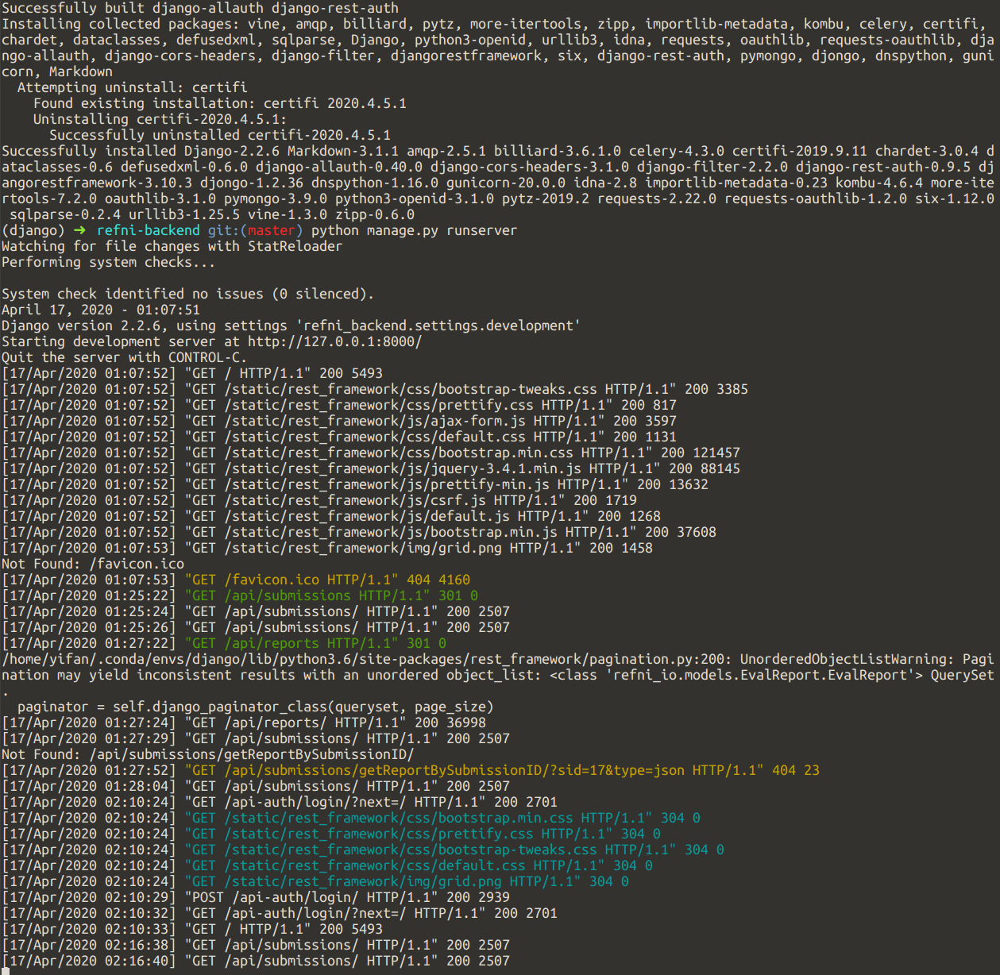 Successfully built django-allauth django-rest-auth
Installing collected packages: vine, amqp, billiard, pytz, more-itertools, zipp, importlib-metadata, kombu, celery, certifi,
chardet, dataclasses, defusedxml, sqlparse, Django, python3-openid, urllib3, idna, requests, oauthlib, requests-oauthlib, dja
ngo-allauth, django-cors-headers, django-filter, djangorestframework, six, django-rest-auth, pymongo, djongo, dnspython, guni
corn, Markdown
  Attempting uninstall: certifi
    Found existing installation: certifi 2020.4.5.1
    Uninstalling certifi-2020.4.5.1:
      Successfully uninstalled certifi-2020.4.5.1
Successfully installed Django-2.2.6 Markdown-3.1.1 amqp-2.5.1 billiard-3.6.1.0 celery-4.3.0 certifi-2019.9.11 chardet-3.0.4 d
ataclasses-0.6 defusedxml-0.6.0 django-allauth-0.40.0 django-cors-headers-3.1.0 django-filter-2.2.0 django-rest-auth-0.9.5 dj
angorestframework-3.10.3 djongo-1.2.36 dnspython-1.16.0 gunicorn-20.0.0 idna-2.8 importlib-metadata-0.23 kombu-4.6.4 more-ite
rtools-7.2.0 oauthlib-3.1.0 pymongo-3.9.0 python3-openid-3.1.0 pytz-2019.2 requests-2.22.0 requests-oauthlib-1.2.0 six-1.12.0
 sqlparse-0.2.4 urllib3-1.25.5 vine-1.3.0 zipp-0.6.0
(django) ➜ refni-backend git:(master) python manage.py runserver
Watching for file changes with StatReloader
Performing system checks...

System check identified no issues (0 silenced).
April 17, 2020 - 01:07:51
Django version 2.2.6, using settings 'refni_backend.settings.development'
Starting development server at http://127.0.0.1:8000/
Quit the server with CONTROL-C.
[17/Apr/2020 01:07:52] "GET / HTTP/1.1" 200 5493
[17/Apr/2020 01:07:52] "GET /static/rest_framework/css/bootstrap-tweaks.css HTTP/1.1" 200 3385
[17/Apr/2020 01:07:52] "GET /static/rest_framework/css/prettify.css HTTP/1.1" 200 817
[17/Apr/2020 01:07:52] "GET /static/rest_framework/js/ajax-form.js HTTP/1.1" 200 3597
[17/Apr/2020 01:07:52] "GET /static/rest_framework/css/default.css HTTP/1.1" 200 1131
[17/Apr/2020 01:07:52] "GET /static/rest_framework/css/bootstrap.min.css HTTP/1.1" 200 121457
[17/Apr/2020 01:07:52] "GET /static/rest_framework/js/jquery-3.4.1.min.js HTTP/1.1" 200 88145
[17/Apr/2020 01:07:52] "GET /static/rest_framework/js/prettify-min.js HTTP/1.1" 200 13632
[17/Apr/2020 01:07:52] "GET /static/rest_framework/js/csrf.js HTTP/1.1" 200 1719
[17/Apr/2020 01:07:52] "GET /static/rest_framework/js/default.js HTTP/1.1" 200 1268
[17/Apr/2020 01:07:52] "GET /static/rest_framework/js/bootstrap.min.js HTTP/1.1" 200 37608
[17/Apr/2020 01:07:53] "GET /static/rest_framework/img/grid.png HTTP/1.1" 200 1458
Not Found: /favicon.ico
[17/Apr/2020 01:07:53] "GET /favicon.ico HTTP/1.1" 404 4160
[17/Apr/2020 01:25:22] "GET /api/submissions HTTP/1.1" 301 0
[17/Apr/2020 01:25:24] "GET /api/submissions/ HTTP/1.1" 200 2507
[17/Apr/2020 01:25:26] "GET /api/submissions/ HTTP/1.1" 200 2507
[17/Apr/2020 01:27:22] "GET /api/reports HTTP/1.1" 301 0
/home/yifan/.conda/envs/django/lib/python3.6/site-packages/rest_framework/pagination.py:200: UnorderedObjectListWarning: Pagi
nation may yield inconsistent results with an unordered object_list: <class 'refni_io.models.EvalReport.EvalReport'> QuerySet
.
  paginator = self.django_paginator_class(queryset, page_size)
[17/Apr/2020 01:27:24] "GET /api/reports/ HTTP/1.1" 200 36998
[17/Apr/2020 01:27:29] "GET /api/submissions/ HTTP/1.1" 200 2507
Not Found: /api/submissions/getReportBySubmissionID/
[17/Apr/2020 01:27:52] "GET /api/submissions/getReportBySubmissionID/?sid=17&type=json HTTP/1.1" 404 23
[17/Apr/2020 01:28:04] "GET /api/submissions/ HTTP/1.1" 200 2507
[17/Apr/2020 02:10:24] "GET /api-auth/login/?next=/ HTTP/1.1" 200 2701
[17/Apr/2020 02:10:24] "GET /static/rest_framework/css/bootstrap.min.css HTTP/1.1" 304 0
[17/Apr/2020 02:10:24] "GET /static/rest_framework/css/prettify.css HTTP/1.1" 304 0
[17/Apr/2020 02:10:24] "GET /static/rest_framework/css/bootstrap-tweaks.css HTTP/1.1" 304 0
[17/Apr/2020 02:10:24] "GET /static/rest_framework/css/default.css HTTP/1.1" 304 0
[17/Apr/2020 02:10:24] "GET /static/rest_framework/img/grid.png HTTP/1.1" 304 0
[17/Apr/2020 02:10:29] "POST /api-auth/login/ HTTP/1.1" 200 2939
[17/Apr/2020 02:10:32] "GET /api-auth/login/?next=/ HTTP/1.1" 200 2701
[17/Apr/2020 02:10:33] "GET / HTTP/1.1" 200 5493
[17/Apr/2020 02:16:38] "GET /api/submissions/ HTTP/1.1" 200 2507
[17/Apr/2020 02:16:40] "GET /api/submissions/ HTTP/1.1" 200 2507